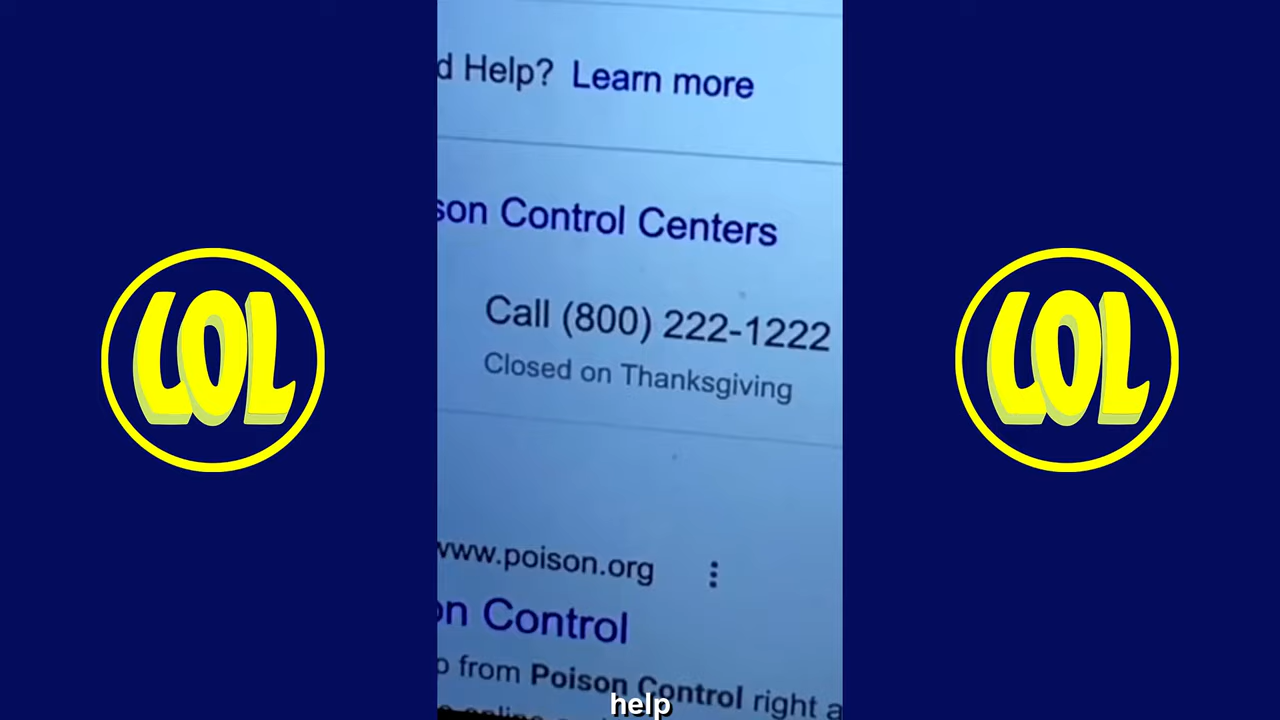 d Help? Learn more
son Control Centers
Call (800) 222-1222
Closed on Thanksgiving
www.poison.org
on Control
o from Poison Control right a
help
LOL
LOL